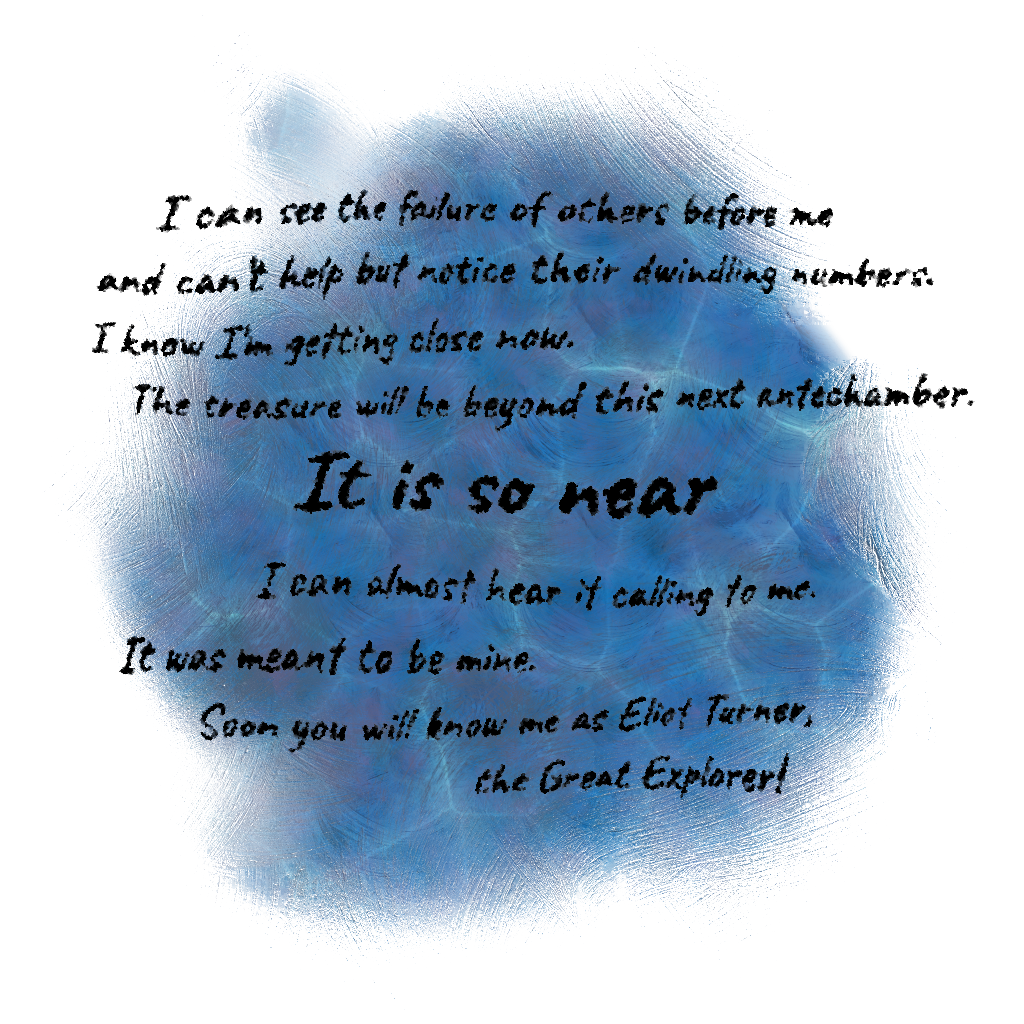 I can see the failure of others before me
and can't help but notice their dwindling numbers.
I know I'm getting close now.
The treasure will be beyond this next antechamber.
It is so near
I can almost hear it calling to me.
It was meant to be mine.
Soon you will know me as Eliot Turner,
the Great Explorer!